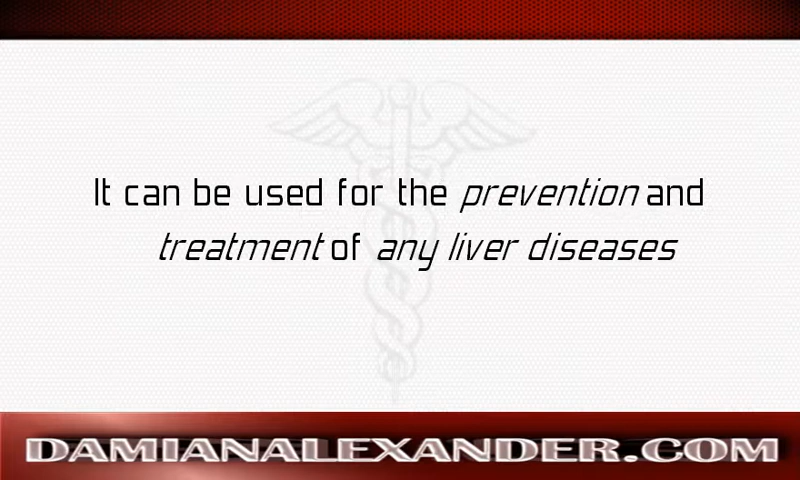 It can be used for the prevention and
treatment of any liver diseases
DAMIANALEXANDER.COM